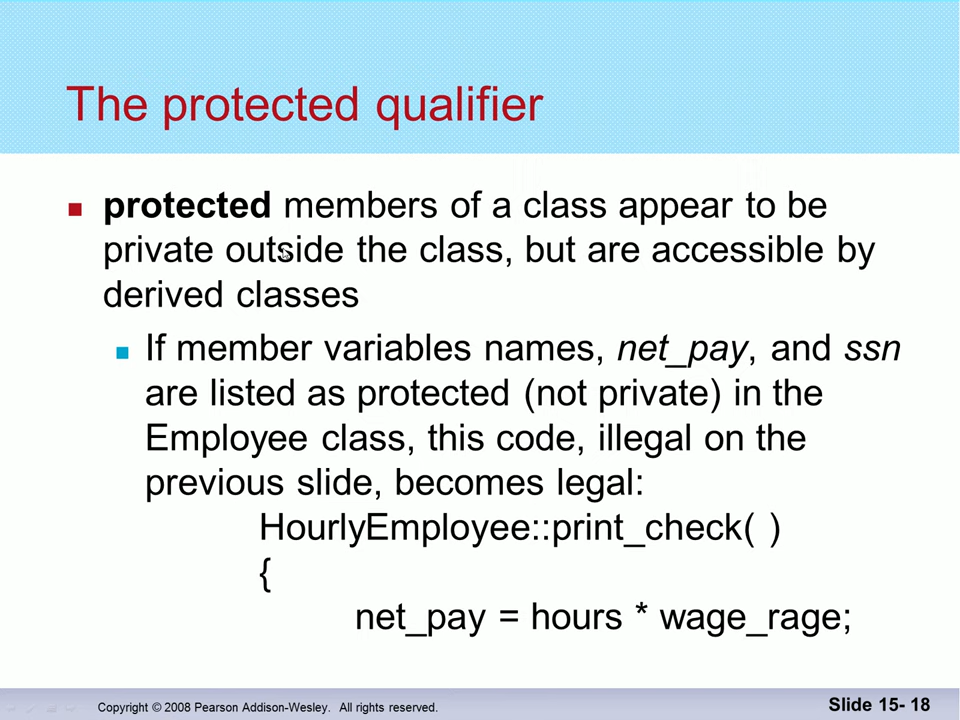 The protected qualifier
protected members of a class appear to be
private outside the class, but are accessible by
derived classes
If member variables names, net_pay, and ssn
are listed as protected (not private) in the
Employee class, this code, illegal on the
previous slide, becomes legal:
HourlyEmployee::print_check( )
{
net_pay = hours * wage_rage;
Copyright © 2008 Pearson Addison-Wesley. All rights reserved.
Slide 15- 18